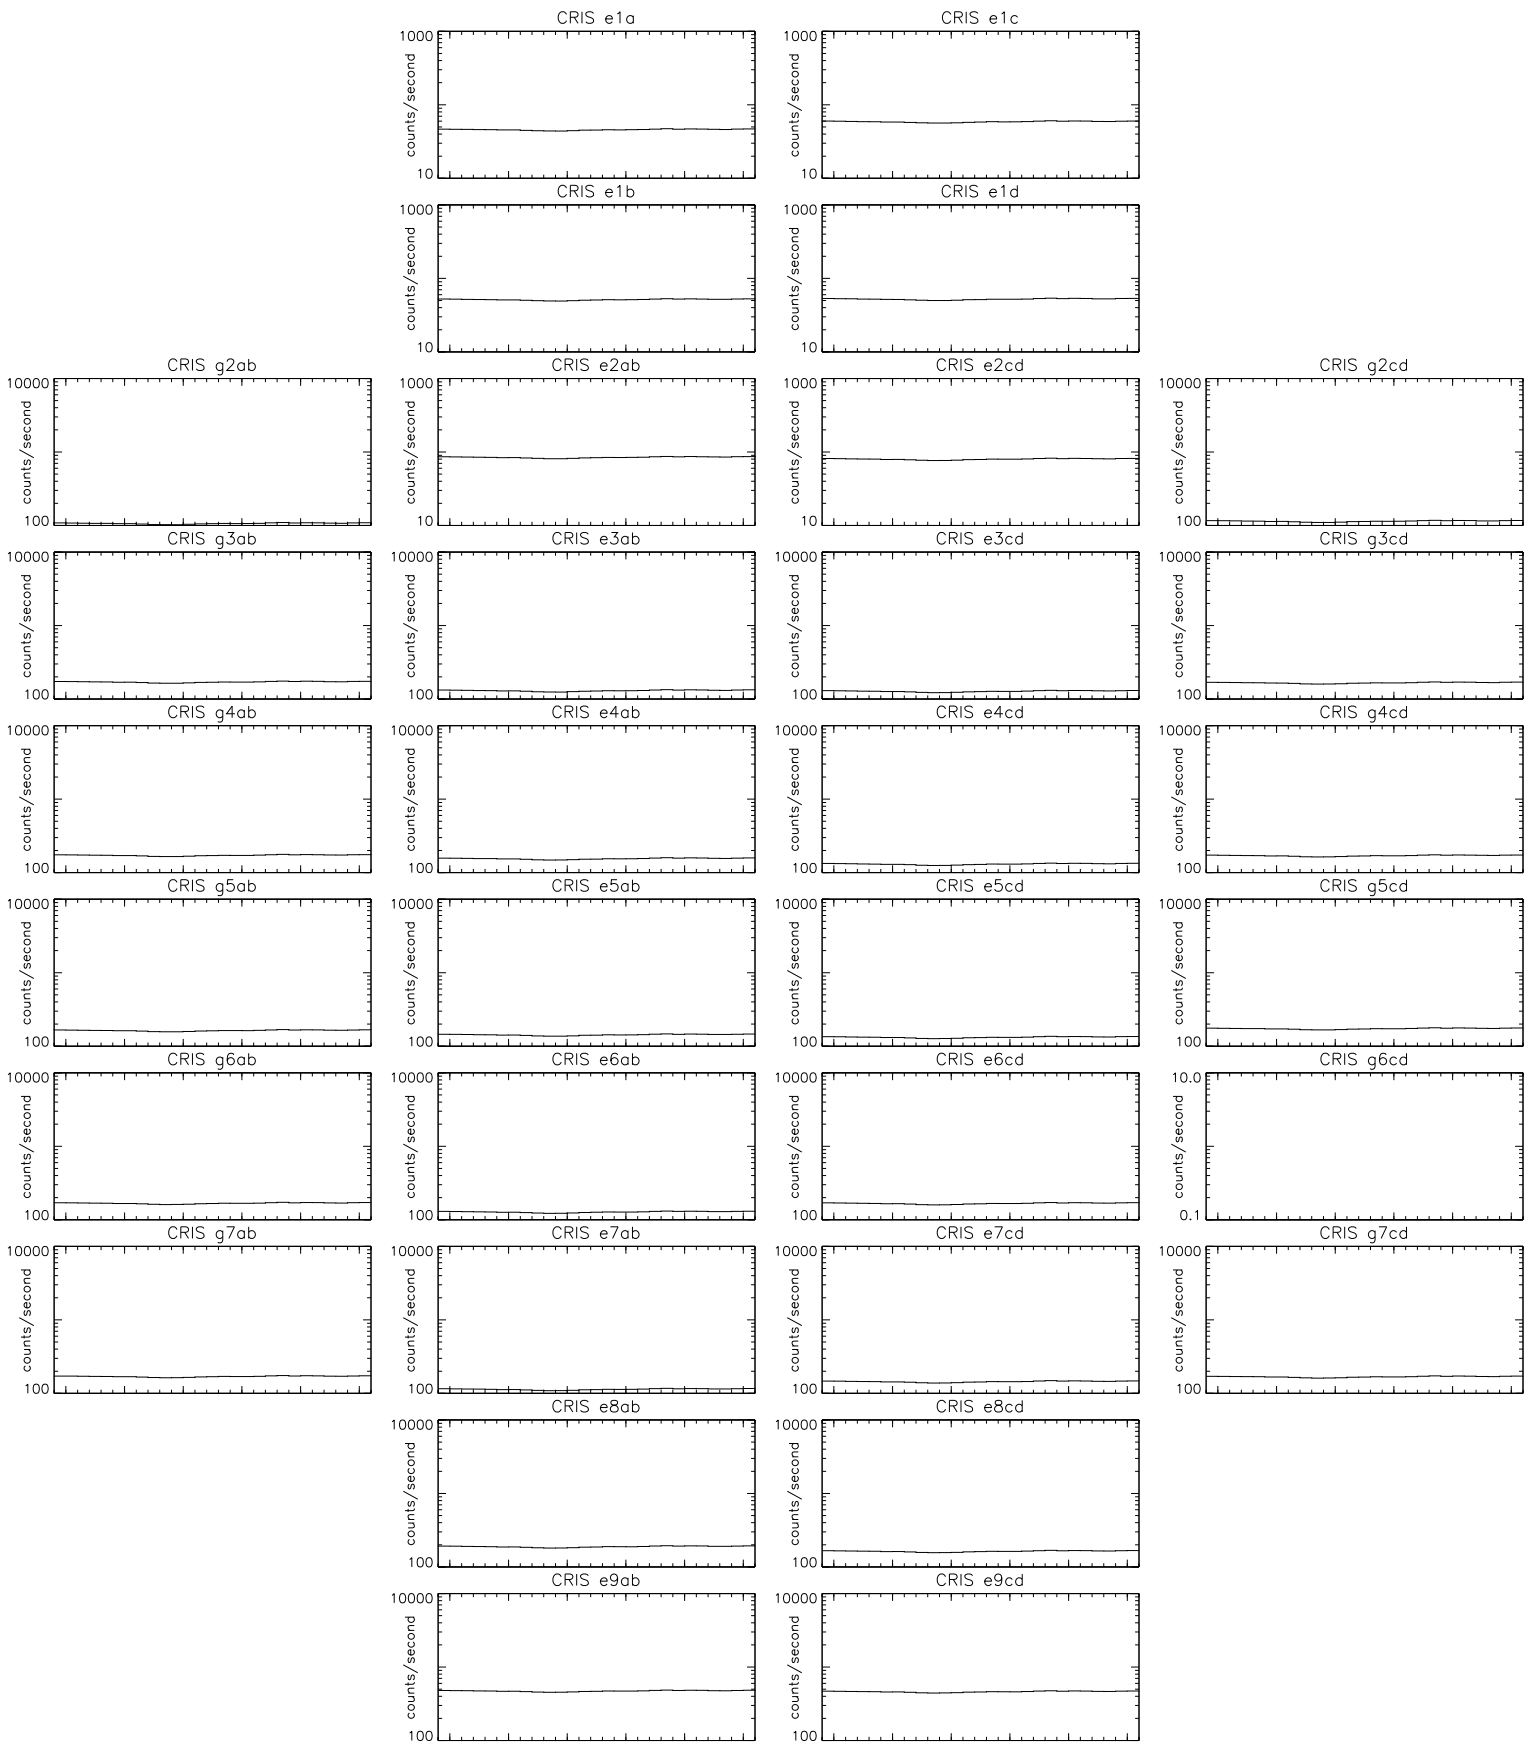 CRIS e1a
1000
counts/second
10
CRIS e1c
1000
counts/second
10
CRIS e1b
1000
counts/second
10
CRIS e1d
1000
counts/second
10
CRIS g2ab
10000
counts/second
100
CRIS e2ab
1000
counts/second
10
CRIS e2cd
1000
counts/second
10
CRIS g2cd
10000
counts/second
100
CRIS g3ab
10000
counts/second
100
CRIS e3ab
10000
counts/second
100
CRIS e3cd
10000
counts/second
100
CRIS g3cd
10000
counts/second
100
CRIS g4ab
10000
counts/second
100
CRIS e4ab
10000
counts/second
100
CRIS e4cd
10000
counts/second
100
CRIS g4cd
10000
counts/second
100
CRIS g5ab
10000
counts/second
100
CRIS e5ab
10000
counts/second
100
CRIS e5cd
10000
counts/second
100
CRIS g5cd
10000
counts/second
100
CRIS g6ab
10000
counts/second
100
CRIS e6ab
10000
counts/second
100
CRIS e6cd
10000
counts/second
100
CRIS g6cd
10.0
counts/second
0.1
CRIS g7ab
10000
counts/second
100
CRIS e7ab
10000
counts/second
100
CRIS e7cd
10000
counts/second
100
CRIS g7cd
10000
counts/second
100
CRIS e8ab
10000
counts/second
100
CRIS e8cd
10000
counts/second
100
CRIS e9ab
10000
counts/second
100
CRIS e9cd
10000
counts/second
100